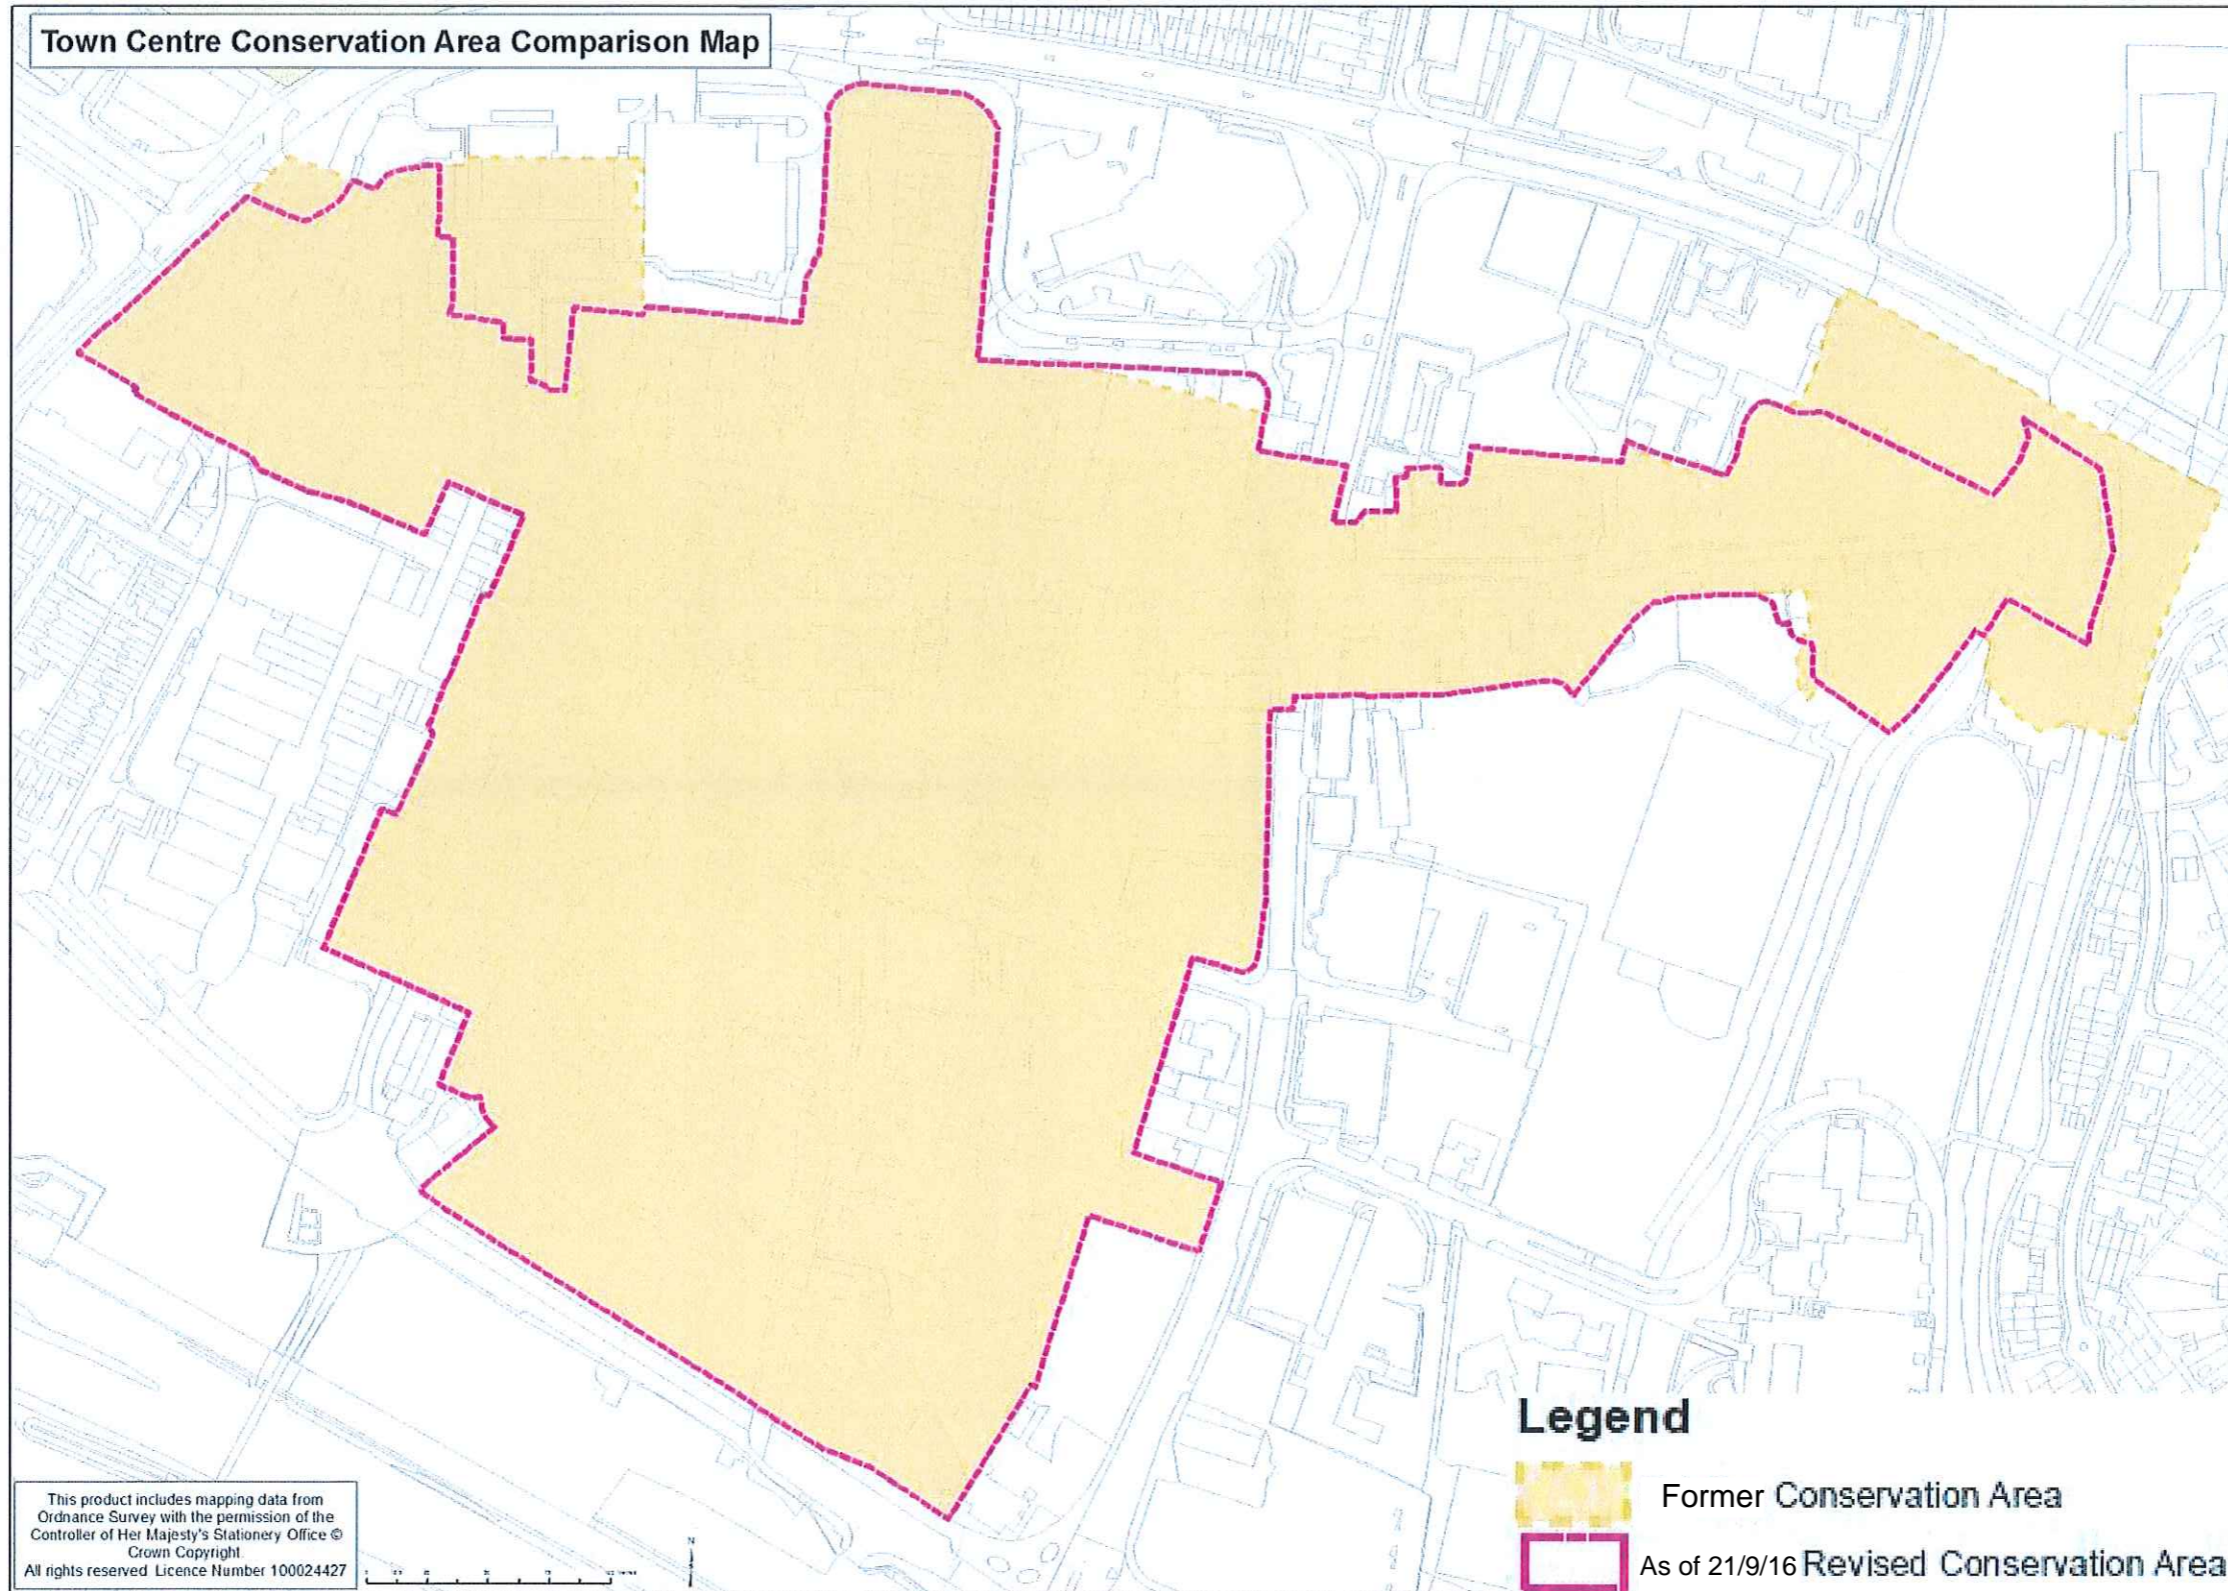 Town Centre Conservation Area Comparison Map
Legend
Former Conservation Area
As of 21/9/16 Revised Conservation Area
This product includes mapping data from
Ordnance Survey with the permission of the
Controller of Her Majesty's Stationery Office ©
Crown Copyright
All rights reserved Licence Number 100024427
N